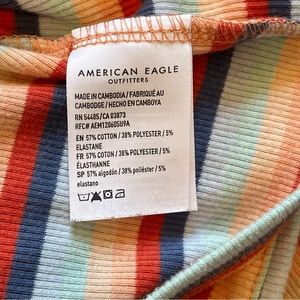 AMERICAN EAGLE
OUTFITTERS
MADE IN CAMBODIA/ FABRIQUÉ AU
CAMBODGE / HECHO EN CAMBOYA
RN 54485/CA 03873
RFC# AEM120605U9A
EN: 57% COTTON / 38% POLYESTER / 5%
ELASTANE
FR: 57% COTON / 38% POLYESTER / 5%
ÉLASTHANNE
SP: 57% algodón / 38% poliéster / 5%
elastano